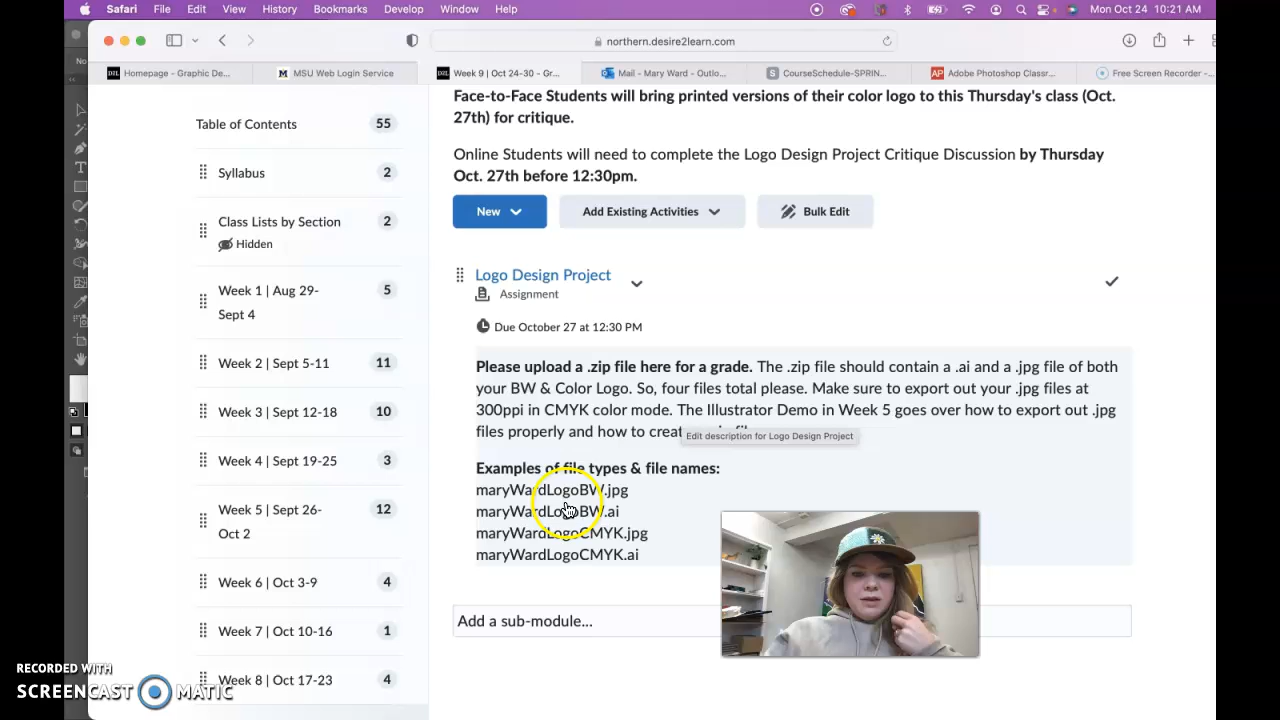 Safari File Edit View History Bookmarks Develop Window Help Mon Oct 24 10:21 AM
northern.desire2learn.com
No
D2L Homepage - Graphic De...
M MSU Web Login Service
D2L Week 9 | Oct 24-30 - Gr...
Mail - Mary Ward - Outlo...
S CourseSchedule-SPRIN...
AP Adobe Photoshop Classr...
Free Screen Recorder -...
Table of Contents 55
Syllabus 2
Class Lists by Section 2
Hidden
Week 1 | Aug 29- 5
Sept 4
Week 2 | Sept 5-11 11
Week 3 | Sept 12-18 10
Week 4 | Sept 19-25 3
Week 5 | Sept 26- 12
Oct 2
Week 6 | Oct 3-9 4
Week 7 | Oct 10-16 1
Week 8 | Oct 17-23 4
Face-to-Face Students will bring printed versions of their color logo to this Thursday's class (Oct.
27th) for critique.
Online Students will need to complete the Logo Design Project Critique Discussion by Thursday
Oct. 27th before 12:30pm.
New Add Existing Activities Bulk Edit
Logo Design Project
Assignment
Due October 27 at 12:30 PM
Please upload a .zip file here for a grade. The .zip file should contain a .ai and a .jpg file of both
your BW & Color Logo. So, four files total please. Make sure to export out your .jpg files at
300ppi in CMYK color mode. The Illustrator Demo in Week 5 goes over how to export out .jpg
files properly and how to
Edit description for Logo Design Project
Examples of file types & file names:
maryWardLogoBW.jpg
maryWardLogoBW.ai
maryWardLogoCMYK.jpg
maryWardLogoCMYK.ai
Add a sub-module...
RECORDED WITH
SCREENCAST MATIC